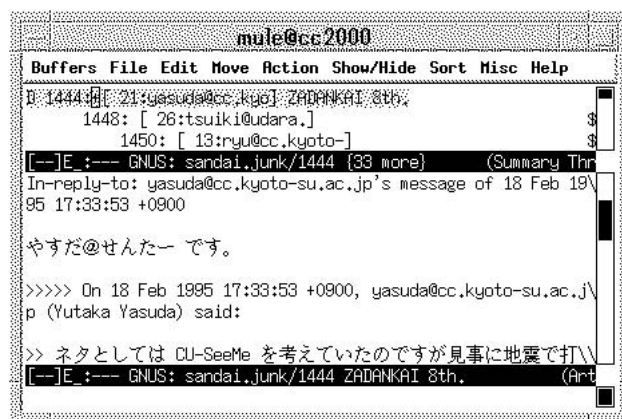 mule@cc2000
Buffers File Edit Move Action Show/Hide Sort Misc Help
D 1444:+[ 21:yasuda@cc.kyo] ZADANKAI 8th.
1448: [ 26:tsuiki@udara.] $
1450: [ 13:ryu@cc.kyoto-] $
[--]E_:--- GNUS: sandai.junk/1444 {33 more} (Summary Thr
In-reply-to: yasuda@cc.kyoto-su.ac.jp's message of 18 Feb 19\
95 17:33:53 +0900
やすだ@せんたー です。
>>>>> On 18 Feb 1995 17:33:53 +0900, yasuda@cc.kyoto-su.ac.j\
p (Yutaka Yasuda) said:
>> ネタとしては CU-SeeMe を考えていたのですが見事に地震で打\\
[--]E_:--- GNUS: sandai.junk/1444 ZADANKAI 8th. (Art